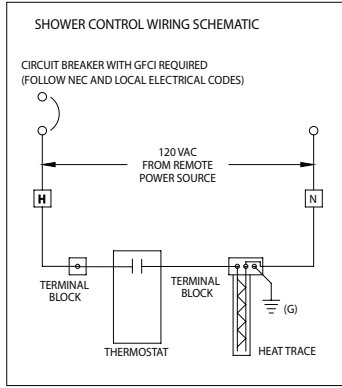 SHOWER CONTROL WIRING SCHEMATIC
CIRCUIT BREAKER WITH GFCI REQUIRED
(FOLLOW NEC AND LOCAL ELECTRICAL CODES)
120 VAC
FROM REMOTE
POWER SOURCE
H
N
TERMINAL
BLOCK
TERMINAL
BLOCK
(G)
THERMOSTAT
HEAT TRACE